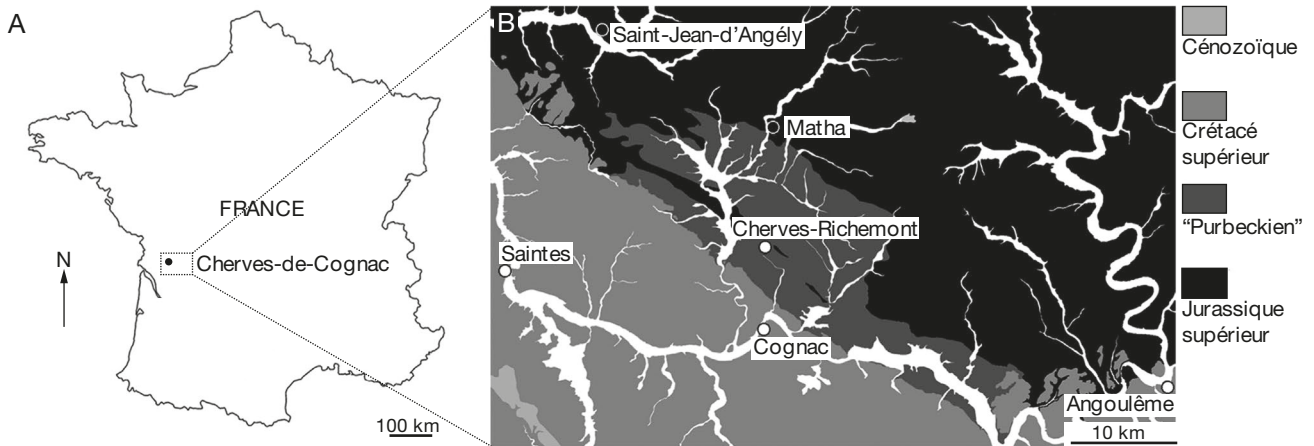 A
N
FRANCE
Cherves-de-Cognac
100 km
B
Saint-Jean-d'Angély
Matha
Cherves-Richemont
Saintes
Cognac
Angoulême
10 km
Cénozoïque
Crétacé
supérieur
“Purbeckien”
Jurassique
supérieur